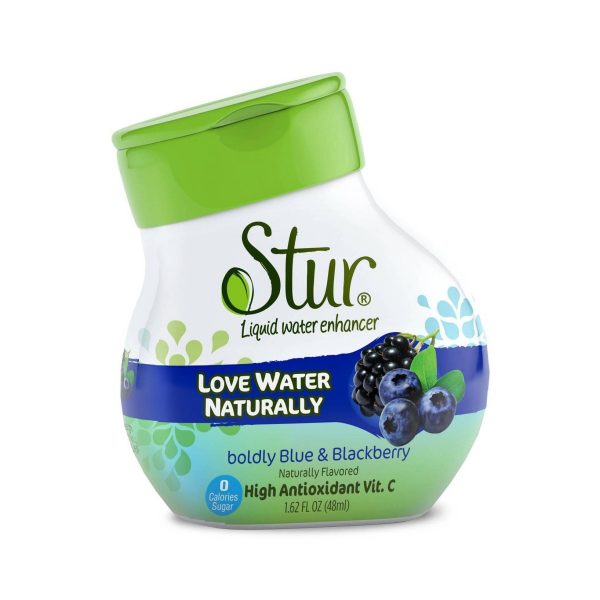 Stur®
Liquid water enhancer
LOVE WATER
NATURALLY
boldly Blue & Blackberry
Naturally Flavored
0
Calories
Sugar
High Antioxidant Vit. C
1.62 FL OZ (48ml)